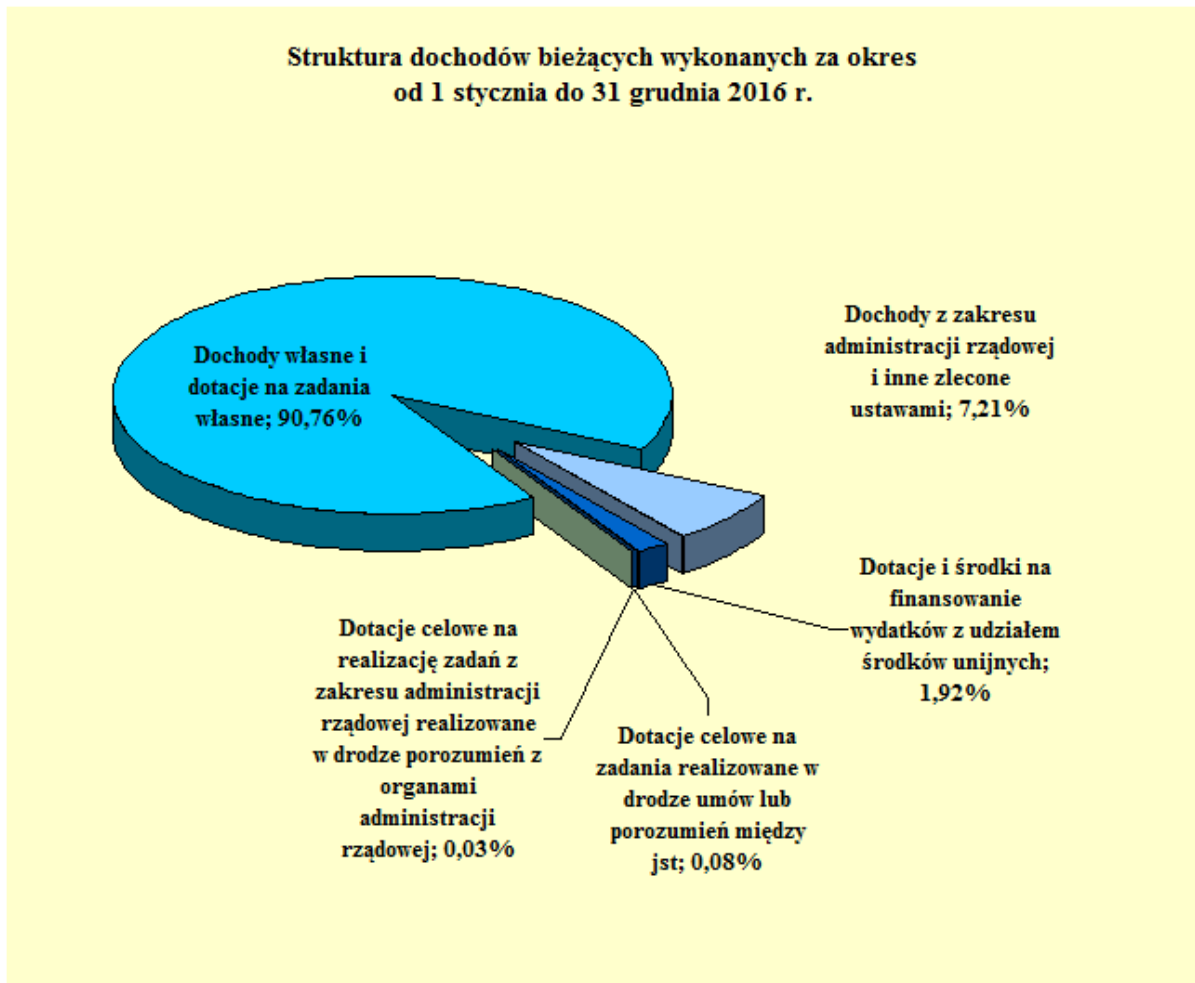 Struktura dochodów bieżących wykonanych za okres
od 1 stycznia do 31 grudnia 2016 r.
Dochody własne i
dotacje na zadania
własne; 90,76%
Dochody z zakresu
administracji rządowej
i inne zlecone
ustawami; 7,21%
Dotacje i środki na
finansowanie
wydatków z udziałem
środków unijnych;
1,92%
Dotacje celowe na
realizację zadań z
zakresu administracji
rządowej realizowane
w drodze porozumień z
organami
administracji
rządowej; 0,03%
Dotacje celowe na
zadania realizowane w
drodze umów lub
porozumień między
jst; 0,08%